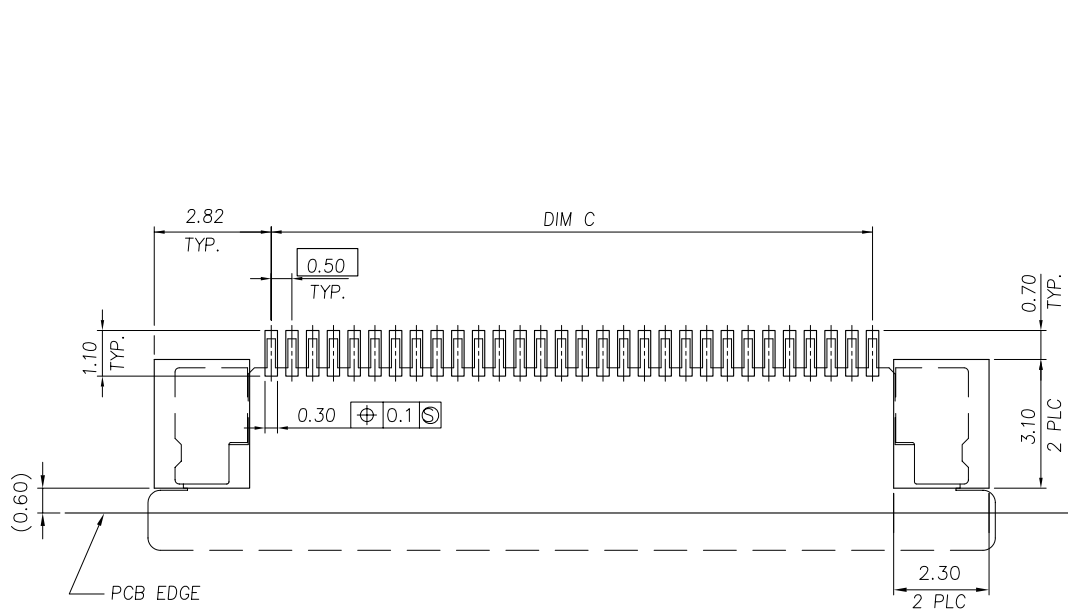 2.82
TYP.
DIM C
0.50
TYP.
0.70
TYP.
1.10
TYP.
0.30
⌖ 0.1 Ⓢ
3.10
2 PLC
(0.60)
PCB EDGE
2.30
2 PLC